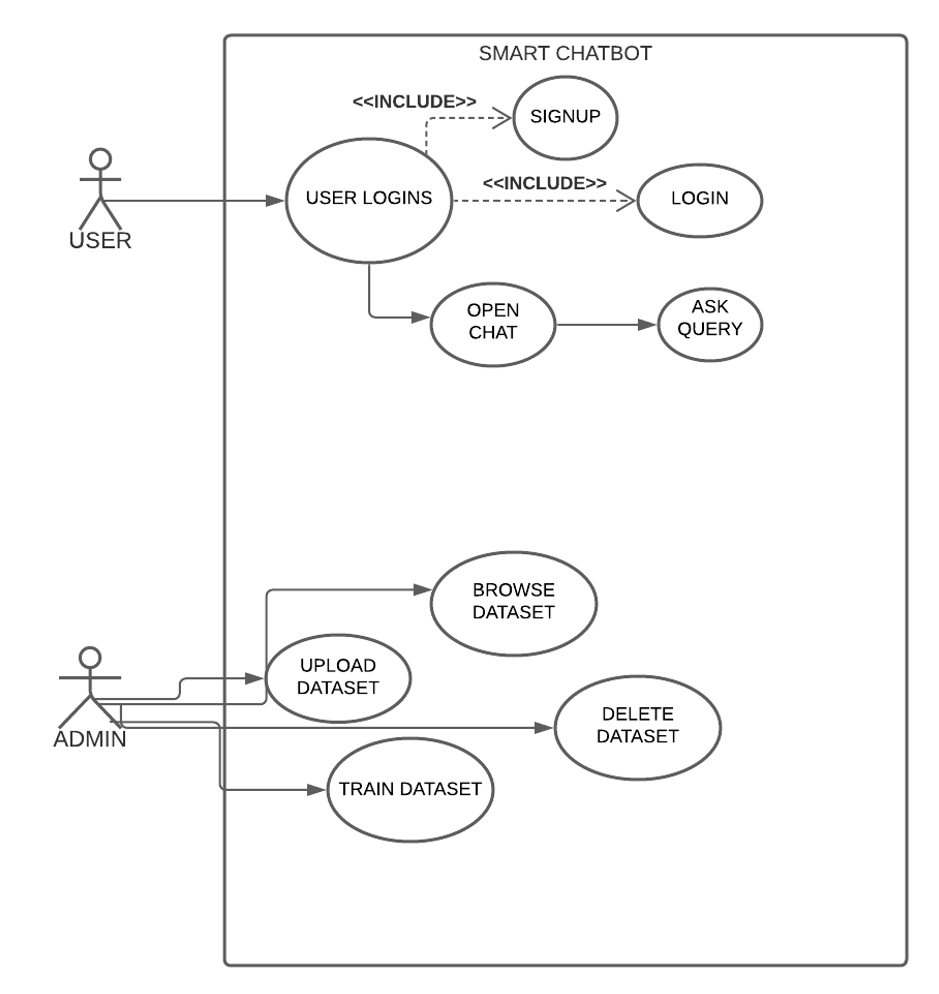 SMART CHATBOT
<<INCLUDE>>
SIGNUP
USER LOGINS
<<INCLUDE>>
LOGIN
USER
OPEN
CHAT
ASK
QUERY
BROWSE
DATASET
UPLOAD
DATASET
DELETE
DATASET
ADMIN
TRAIN DATASET